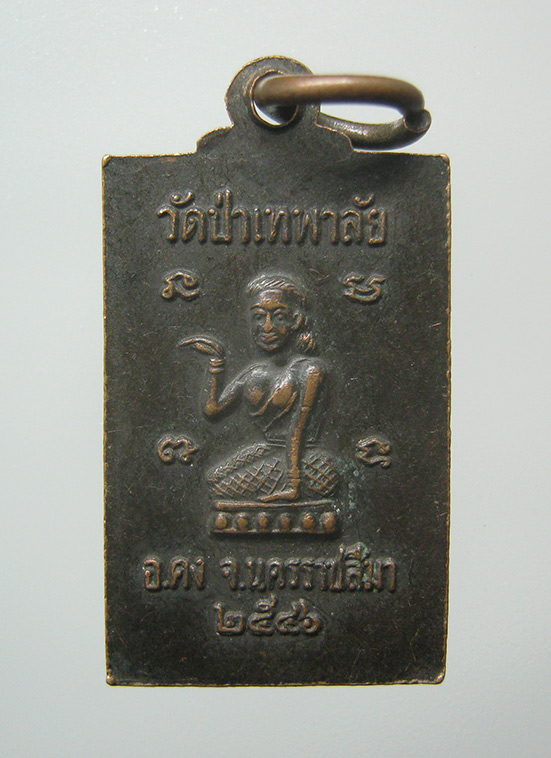 วัดป่าเทพาลัย
อ.คง จ.นครราชสีมา
๒๕๔๖